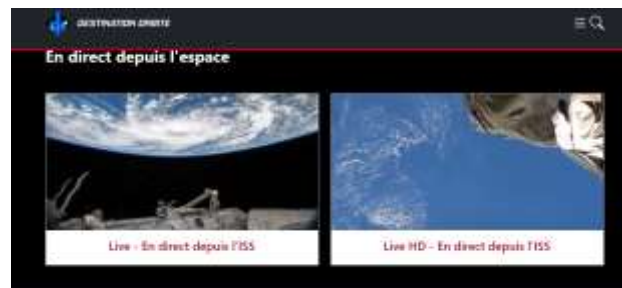 DESTINATION ORBITE
En direct depuis l'espace
Live - En direct depuis l'ISS
Live HD - En direct depuis l'ISS